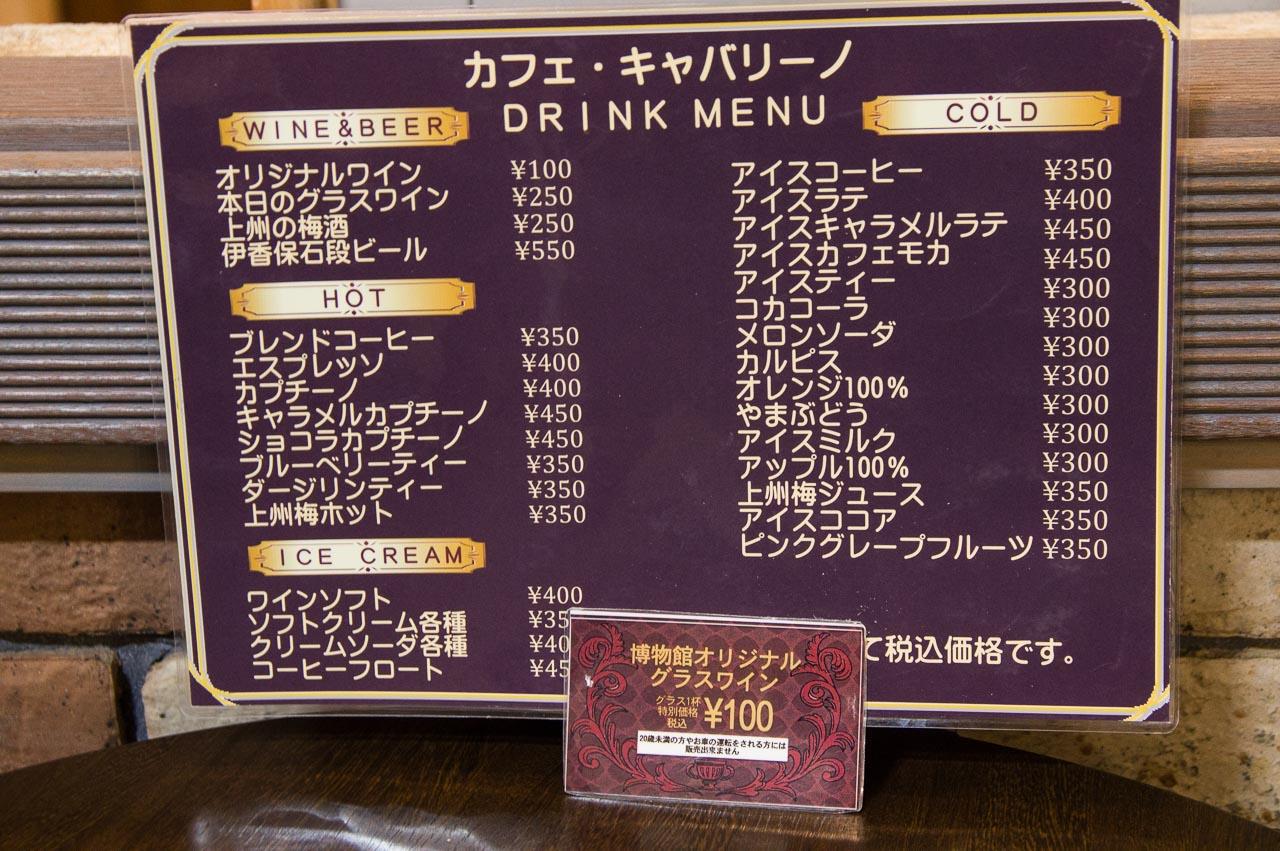 カフェ・キャバリーノ
DRINK MENU
WINE&BEER
オリジナルワイン ¥100
本日のグラスワイン ¥250
上州の梅酒 ¥250
伊香保石段ビール ¥550
HOT
ブレンドコーヒー ¥350
エスプレッソ ¥400
カプチーノ ¥400
キャラメルカプチーノ ¥450
ショコラカプチーノ ¥450
ブルーベリーティー ¥350
ダージリンティー ¥350
上州梅ホット ¥350
ICE CREAM
ワインソフト ¥400
ソフトクリーム各種 ¥35
クリームソーダ各種 ¥40
コーヒーフロート ¥45
COLD
アイスコーヒー ¥350
アイスラテ ¥400
アイスキャラメルラテ ¥450
アイスカフェモカ ¥450
アイスティー ¥300
コカコーラ ¥300
メロンソーダ ¥300
カルピス ¥300
オレンジ100% ¥300
やまぶどう ¥300
アイスミルク ¥300
アップル100% ¥350
上州梅ジュース ¥350
アイスココア ¥350
ピンクグレープフルーツ
て税込価格です。
博物館オリジナル
グラスワイン
グラス1杯
特別価格
税込
¥100
20歳未満の方やお車の運転をされる方には
販売出来ません